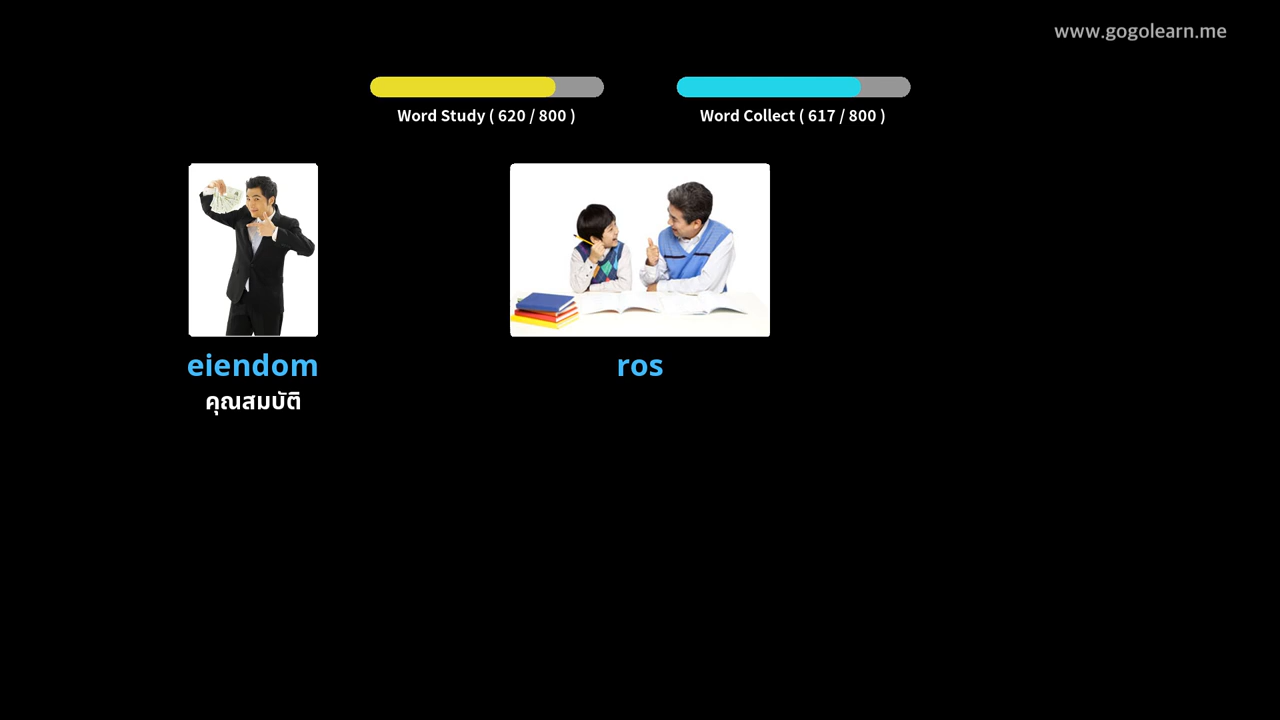 www.gogolearn.me
Word Study ( 620 / 800 )
Word Collect ( 617 / 800 )
eiendom
คุณสมบัติ
ros